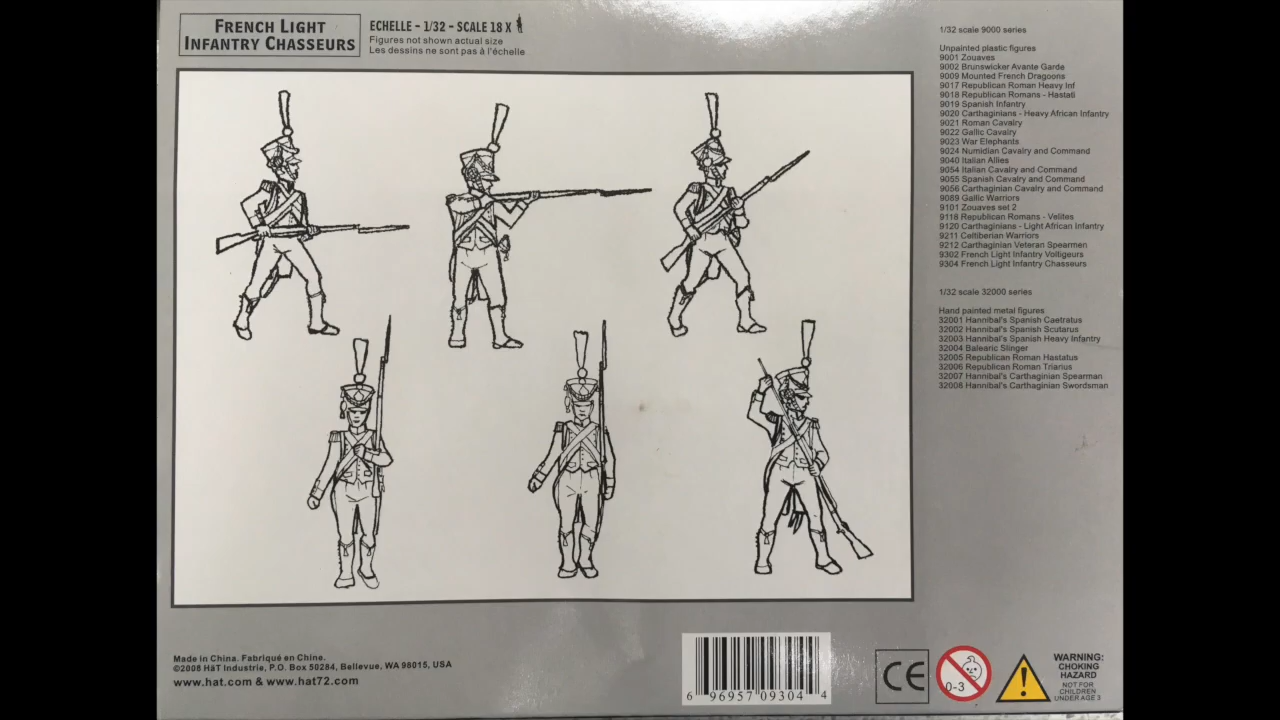 FRENCH LIGHT
INFANTRY CHASSEURS
ECHELLE - 1/32 - SCALE 18 X
Figures not shown actual size
Les dessins ne sont pas à l'échelle
1/32 scale 9000 series
Unpainted plastic figures
9001 Zouaves
9002 Brunswicker Avante Garde
9009 Mounted French Dragoons
9017 Republican Roman Heavy Inf
9018 Republican Romans - Hastati
9019 Spanish Infantry
9020 Carthaginians - Heavy African Infantry
9021 Roman Cavalry
9022 Gallic Cavalry
9023 War Elephants
9024 Numidian Cavalry and Command
9040 Italian Allies
9054 Italian Cavalry and Command
9055 Spanish Cavalry and Command
9056 Carthaginian Cavalry and Command
9089 Gallic Warriors
9101 Zouaves set 2
9118 Republican Romans - Velites
9120 Carthaginians - Light African Infantry
9211 Celtiberian Warriors
9212 Carthaginian Veteran Spearmen
9302 French Light Infantry Voltigeurs
9304 French Light Infantry Chasseurs
1/32 scale 32000 series
Hand painted metal figures
32001 Hannibal's Spanish Caetratus
32002 Hannibal's Spanish Scutarus
32003 Hannibal's Spanish Heavy Infantry
32004 Balearic Slinger
32005 Republican Roman Hastatus
32006 Republican Roman Triarius
32007 Hannibal's Carthaginian Spearman
32008 Hannibal's Carthaginian Swordsman
Made in China. Fabriqué en Chine.
©2008 HäT Industrie, P.O. Box 50284, Bellevue, WA 98015, USA
www.hat.com & www.hat72.com
6 96957 09304 4
CE
0-3
WARNING:
CHOKING
HAZARD
NOT FOR
CHILDREN
UNDER AGE 3